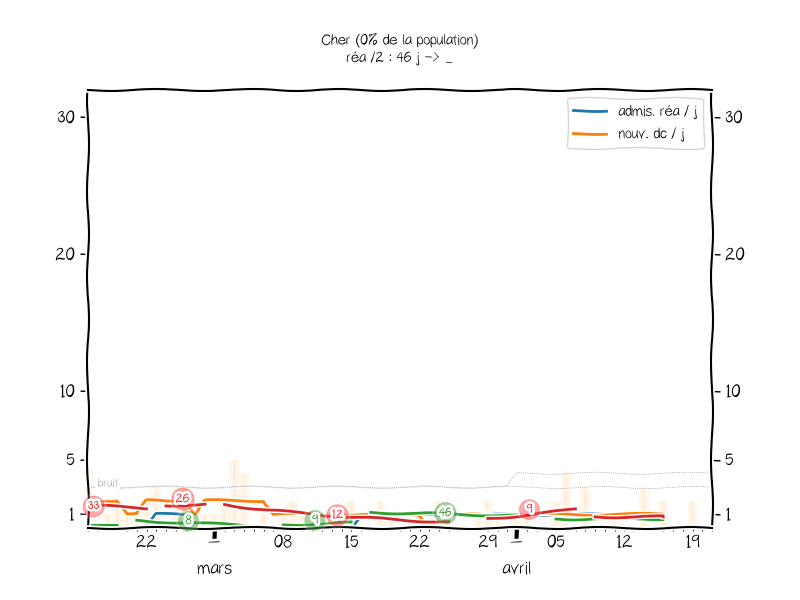 Cher (0% de la population)
réa /2 : 46 j -> _
admis. réa / j
nouv. dc / j
30 30
20 20
10 10
5 5
bruit
33 26 8 9 12 46 9
1 1
22 08 15 22 29 05 12 19
mars avril